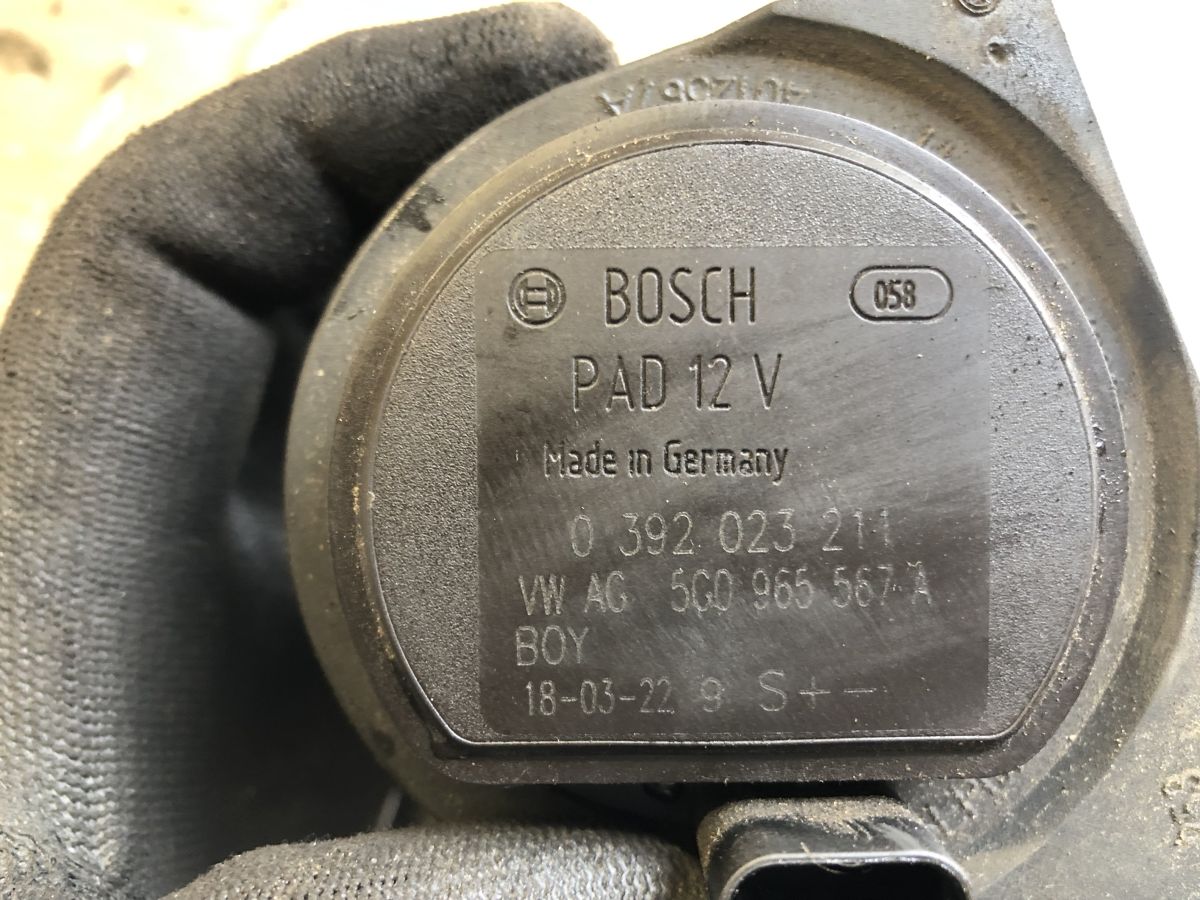 BOSCH 058
PAD 12 V
Made in Germany
0 392 023 211
VW AG 5G0 965 567 A
BOY
18-03-22 9 S + -